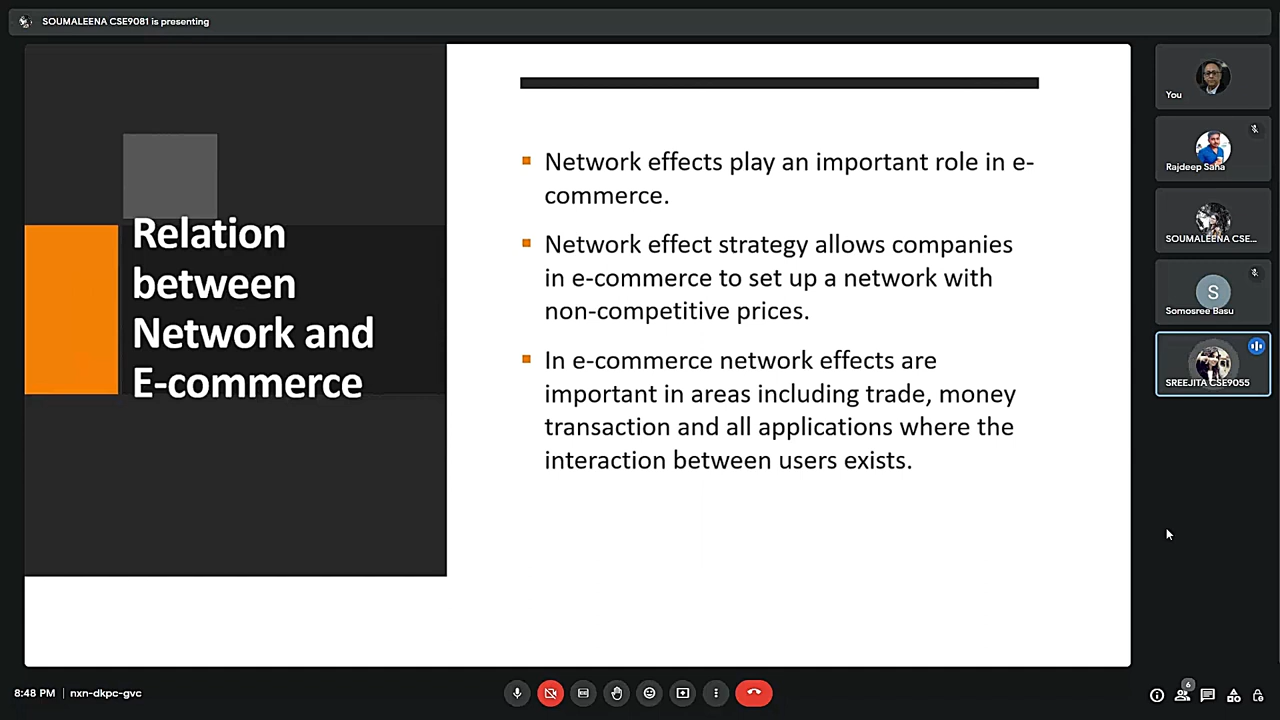 SOUMALEENA CSE9081 is presenting
Relation
between
Network and
E-commerce
Network effects play an important role in e-
commerce.
Network effect strategy allows companies
in e-commerce to set up a network with
non-competitive prices.
In e-commerce network effects are
important in areas including trade, money
transaction and all applications where the
interaction between users exists.
You
Rajdeep Saha
SOUMALEENA CSE...
S
Somosree Basu
SREEJITA CSE9055
8:48 PM | nxn-dkpc-gvc
6